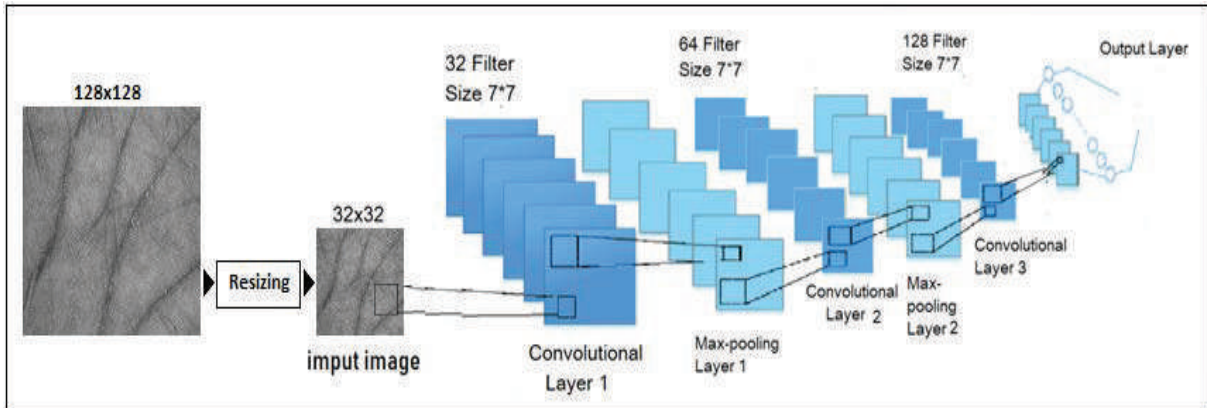 128x128
Resizing
32x32
imput image
32 Filter
Size 7*7
Convolutional
Layer 1
Max-pooling
Layer 1
64 Filter
Size 7*7
Convolutional
Layer 2
Max-
pooling
Layer 2
128 Filter
Size 7*7
Convolutional
Layer 3
Output Layer